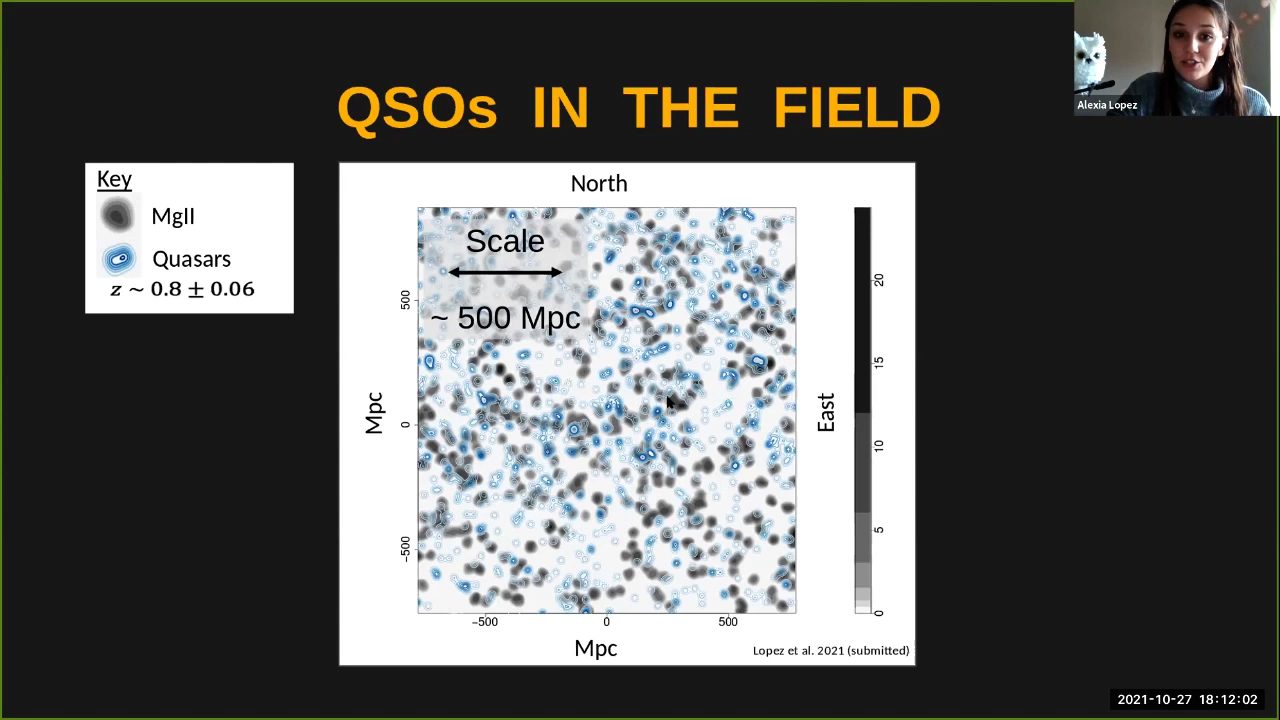 QSOs IN THE FIELD
Alexia Lopez
Key
MgII
Quasars
z ~ 0.8 ± 0.06
North
Scale
~ 500 Mpc
Mpc
500
0
−500
East
20
15
10
5
0
−500
0
500
Mpc
Lopez et al. 2021 (submitted)
2021-10-27 18:12:02